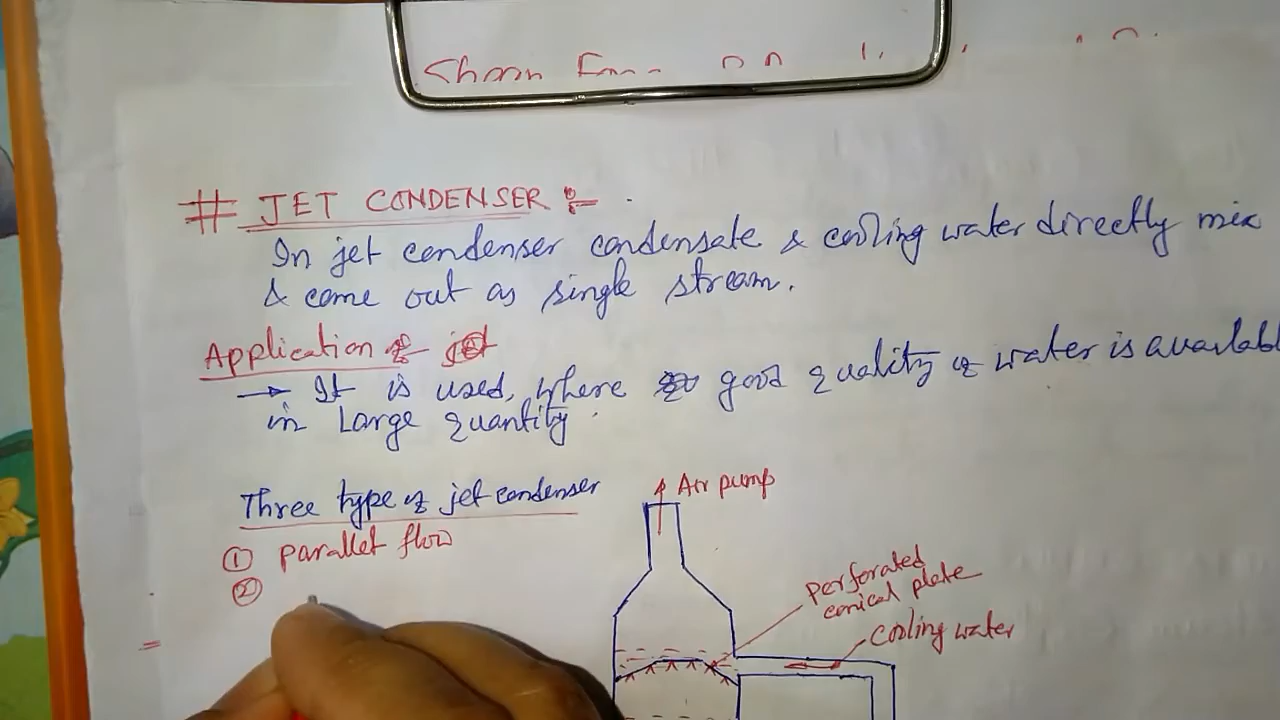 # JET CONDENSER :-
In jet condenser condensate & cooling water directly mix
& come out as single stream.
Application of jet
→ It is used, where good quality of water is availabl
in Large quantity.
Three type of jet condenser
① parallel flow
②
Air pump
perforated
conical plate
cooling water